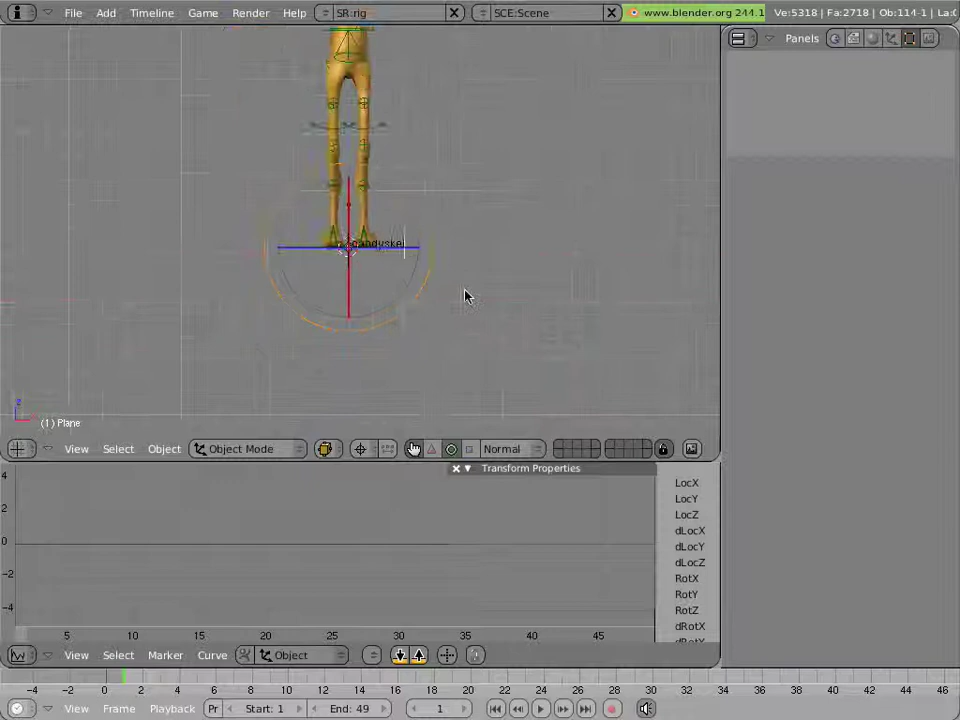 File Add Timeline Game Render Help SR:rig SCE:Scene www.blender.org 244.1 Ve:5318 | Fa:2718 | Ob:114-1 | La:
Panels
z
(1) Plane
View Select Object Object Mode Normal
Transform Properties
4
2
0
-2
-4
LocX
LocY
LocZ
dLocX
dLocY
dLocZ
RotX
RotY
RotZ
dRotX
5 10 15 20 25 30 35 40 45
View Select Marker Curve Object
-4 -2 0 2 4 6 8 10 12 14 16 18 20 22 24 26 28 30 32 34 36 38 40 42 44 46
View Frame Playback Pr Start: 1 End: 49 1